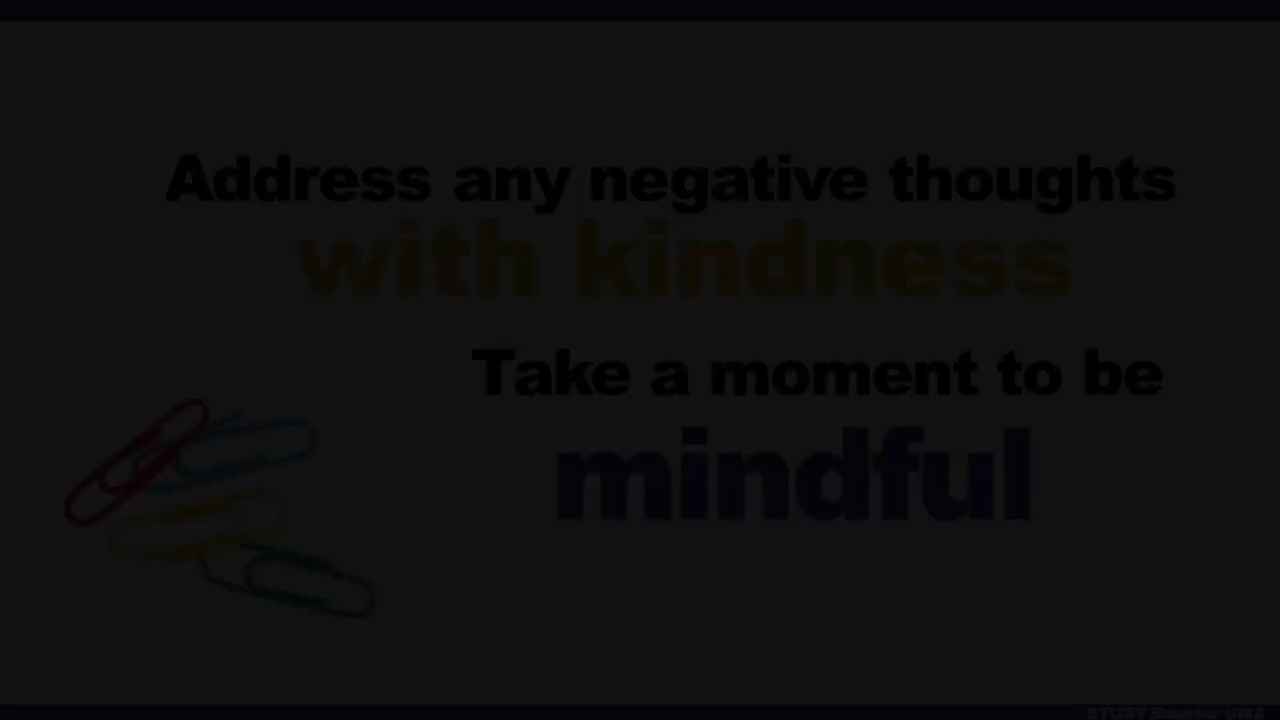 Address any negative thoughts
with kindness
Take a moment to be
mindful